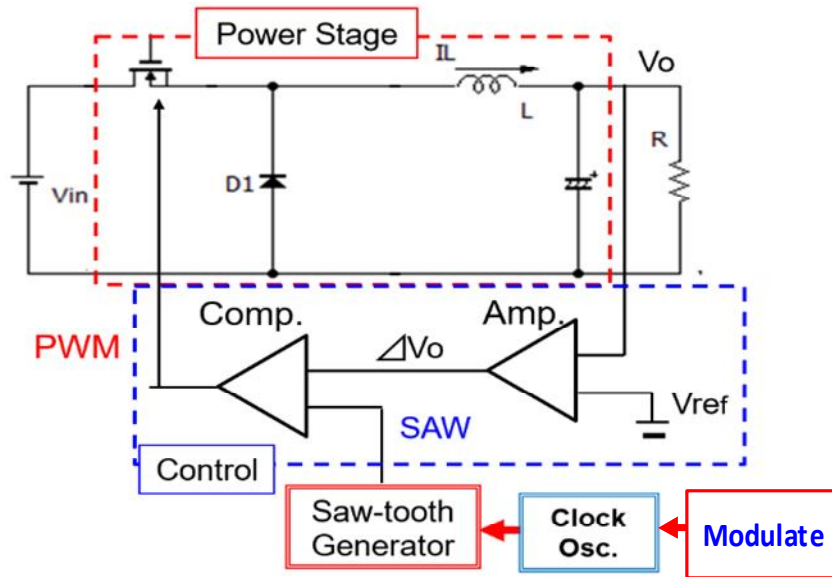 Power Stage
IL
Vo
L
R
D1
Vin
+
Comp.
Amp.
PWM
⊿Vo
Vref
SAW
Control
Saw-tooth
Generator
Clock
Osc.
Modulate